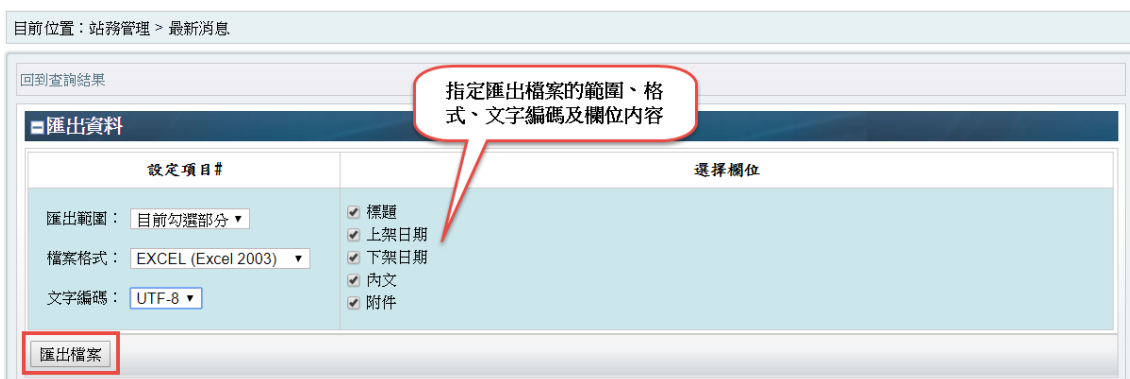 目前位置：站務管理 > 最新消息
回到查詢結果
指定匯出檔案的範圍、格
式、文字編碼及欄位內容
匯出資料
設定項目#
選擇欄位
匯出範圍： 目前勾選部分
檔案格式： EXCEL (Excel 2003)
文字編碼： UTF-8
標題
上架日期
下架日期
內文
附件
匯出檔案